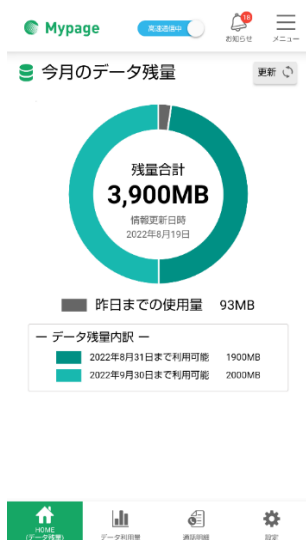 Mypage
高速通信中
18
お知らせ
メニュー
今月のデータ残量
更新
残量合計
3,900MB
情報更新日時
2022年8月19日
昨日までの使用量 93MB
ー データ残量内訳 ー
2022年8月31日まで利用可能 1900MB
2022年9月30日まで利用可能 2000MB
HOME
(データ残量)
データ利用量
通話明細
設定